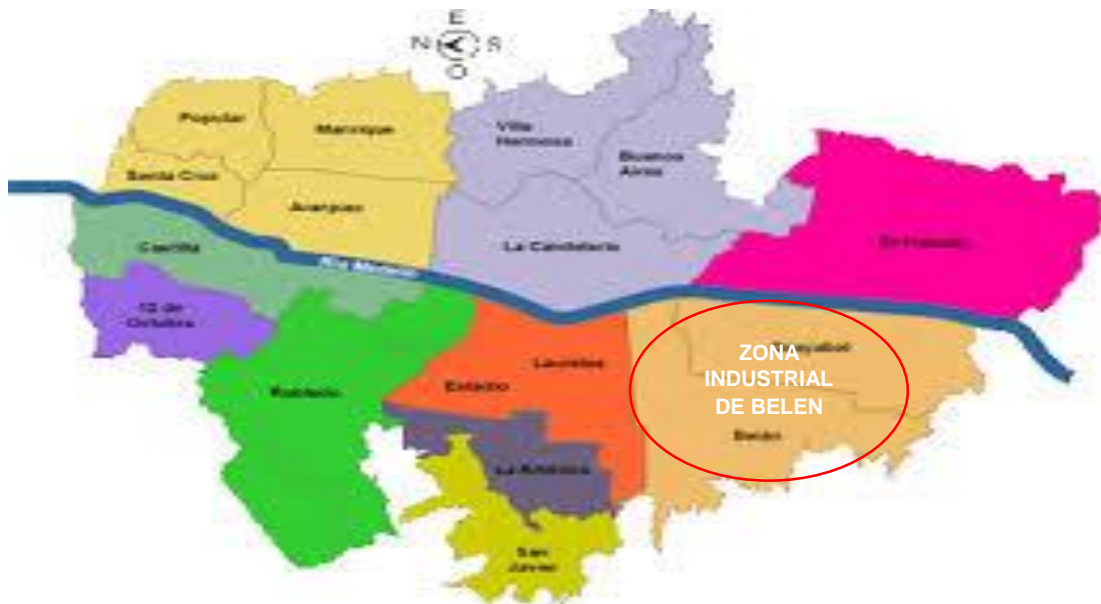 E
N S
O
Popular
Manrique
Villa
Hermosa
Buenos
Aires
Santa Cruz
Aranjuez
Castilla
La Candelaria
El Poblado
Río Medellín
12 de
Octubre
ZONA
INDUSTRIAL
DE BELEN
Laureles
Estadio
Robledo
Belén
La América
San
Javier